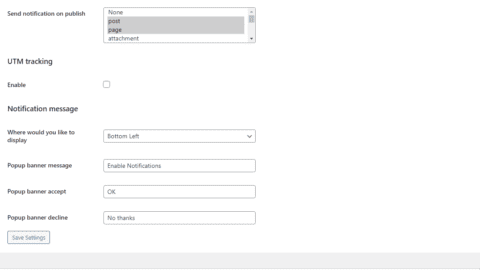 Send notification on publish
None
post
page
attachment
UTM tracking
Enable
Notification message
Where would you like to
display
Bottom Left
Popup banner message
Enable Notifications
Popup banner accept
OK
Popup banner decline
No thanks
Save Settings